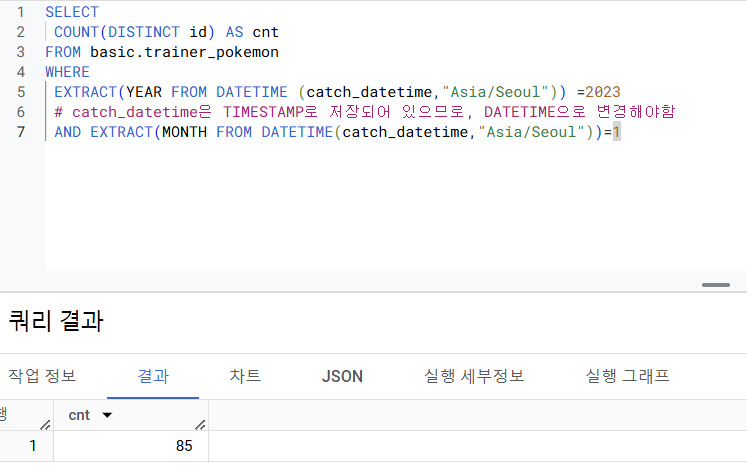 1 SELECT
2 COUNT(DISTINCT id) AS cnt
3 FROM basic.trainer_pokemon
4 WHERE
5 EXTRACT(YEAR FROM DATETIME (catch_datetime,"Asia/Seoul")) =2023
6 # catch_datetime은 TIMESTAMP로 저장되어 있으므로, DATETIME으로 변경해야함
7 AND EXTRACT(MONTH FROM DATETIME(catch_datetime,"Asia/Seoul"))=1
쿼리 결과
작업 정보 결과 차트 JSON 실행 세부정보 실행 그래프
행 cnt
1 85